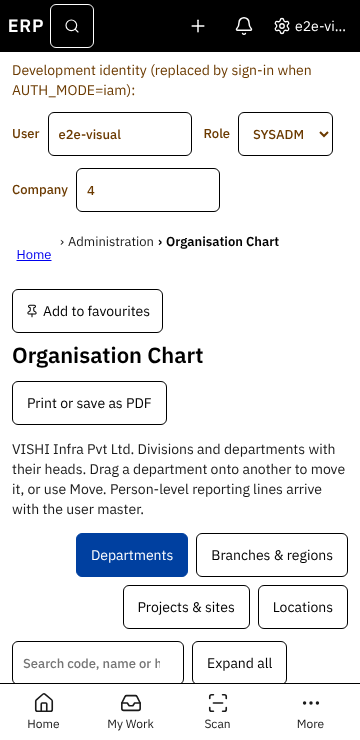 ERP
e2e-vi...
Development identity (replaced by sign-in when
AUTH_MODE=iam):
User e2e-visual Role SYSADM
Company 4
Home › Administration › Organisation Chart
Add to favourites
Organisation Chart
Print or save as PDF
VISHI Infra Pvt Ltd. Divisions and departments with
their heads. Drag a department onto another to move
it, or use Move. Person-level reporting lines arrive
with the user master.
Departments Branches & regions
Projects & sites Locations
Search code, name or h Expand all
Home My Work Scan More